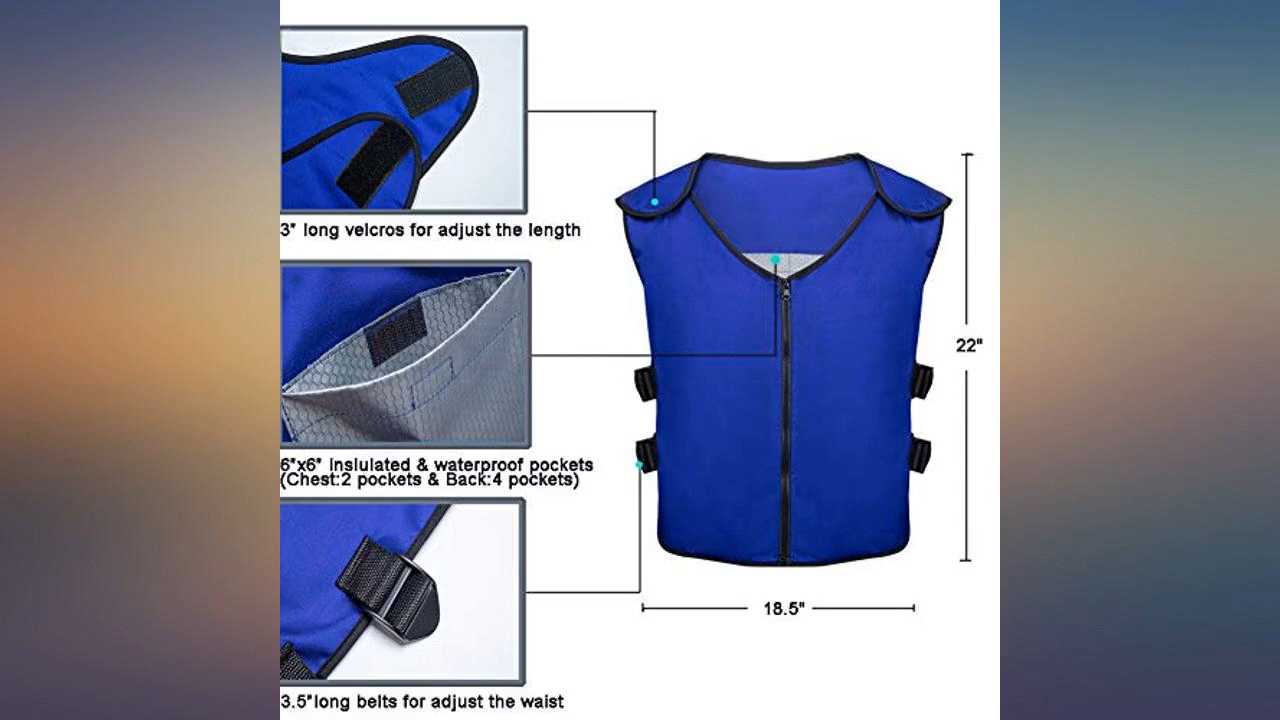 3" long velcros for adjust the length
22"
6"x6" inslulated & waterproof pockets
(Chest:2 pockets & Back:4 pockets)
18.5"
3.5"long belts for adjust the waist